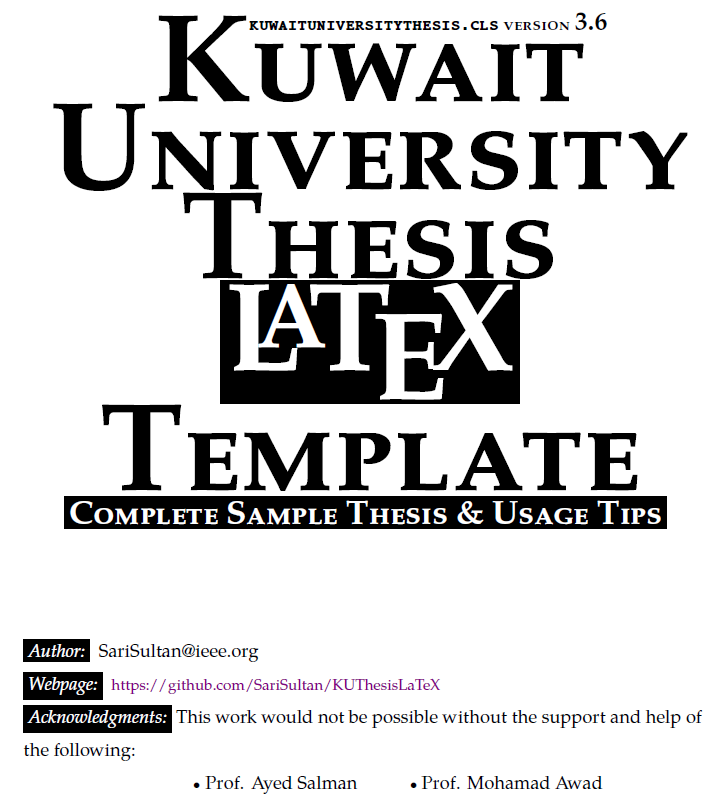 KUWAITUNIVERSITYTHESIS.CLS VERSION 3.6
KUWAIT
UNIVERSITY
THESIS
LATEX
TEMPLATE
COMPLETE SAMPLE THESIS & USAGE TIPS
Author: SariSultan@ieee.org
Webpage: https://github.com/SariSultan/KUThesisLaTeX
Acknowledgments: This work would not be possible without the support and help of
the following:
• Prof. Ayed Salman • Prof. Mohamad Awad